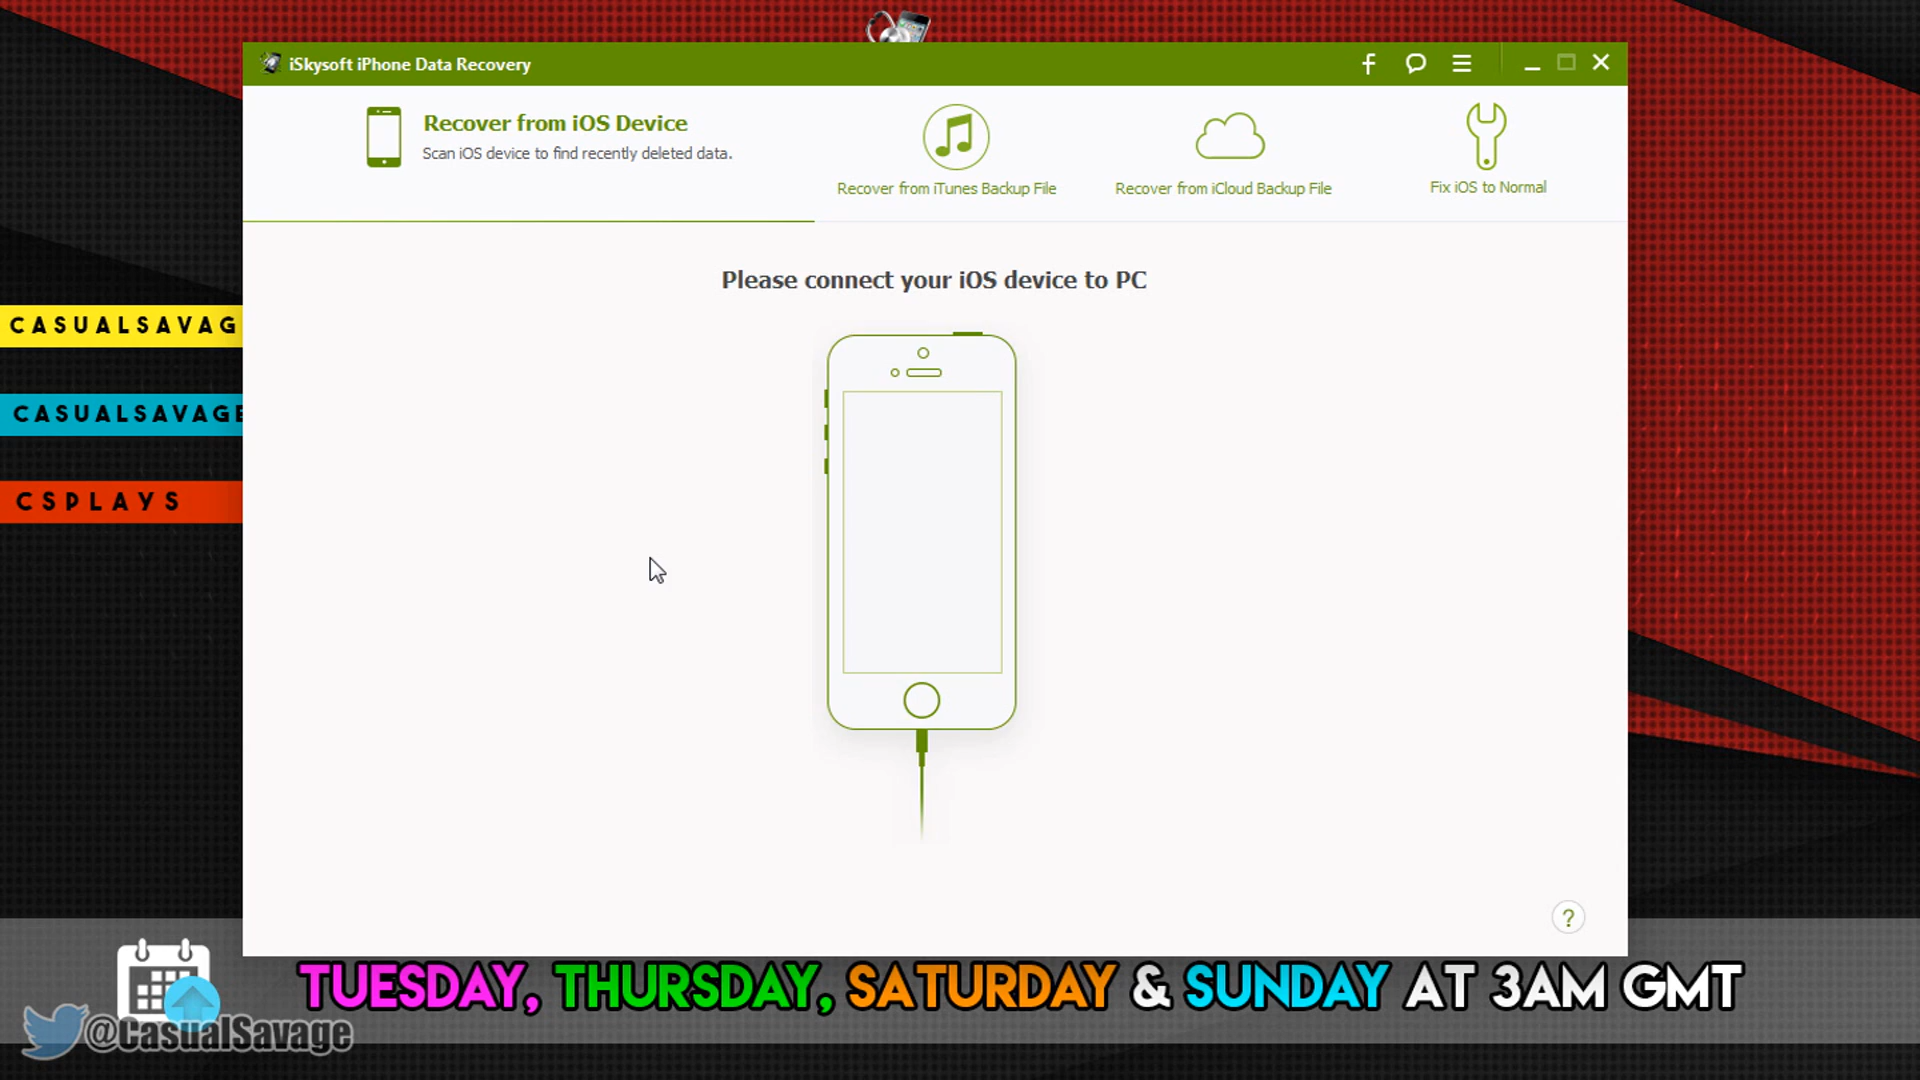 iSkysoft iPhone Data Recovery
Recover from iOS Device
Scan iOS device to find recently deleted data.
Recover from iTunes Backup File
Recover from iCloud Backup File
Fix iOS to Normal
Please connect your iOS device to PC
CASUALSAVAG
CASUALSAVAGE
CSPLAYS
?
TUESDAY, THURSDAY, SATURDAY & SUNDAY AT 3AM GMT
@CasualSavage